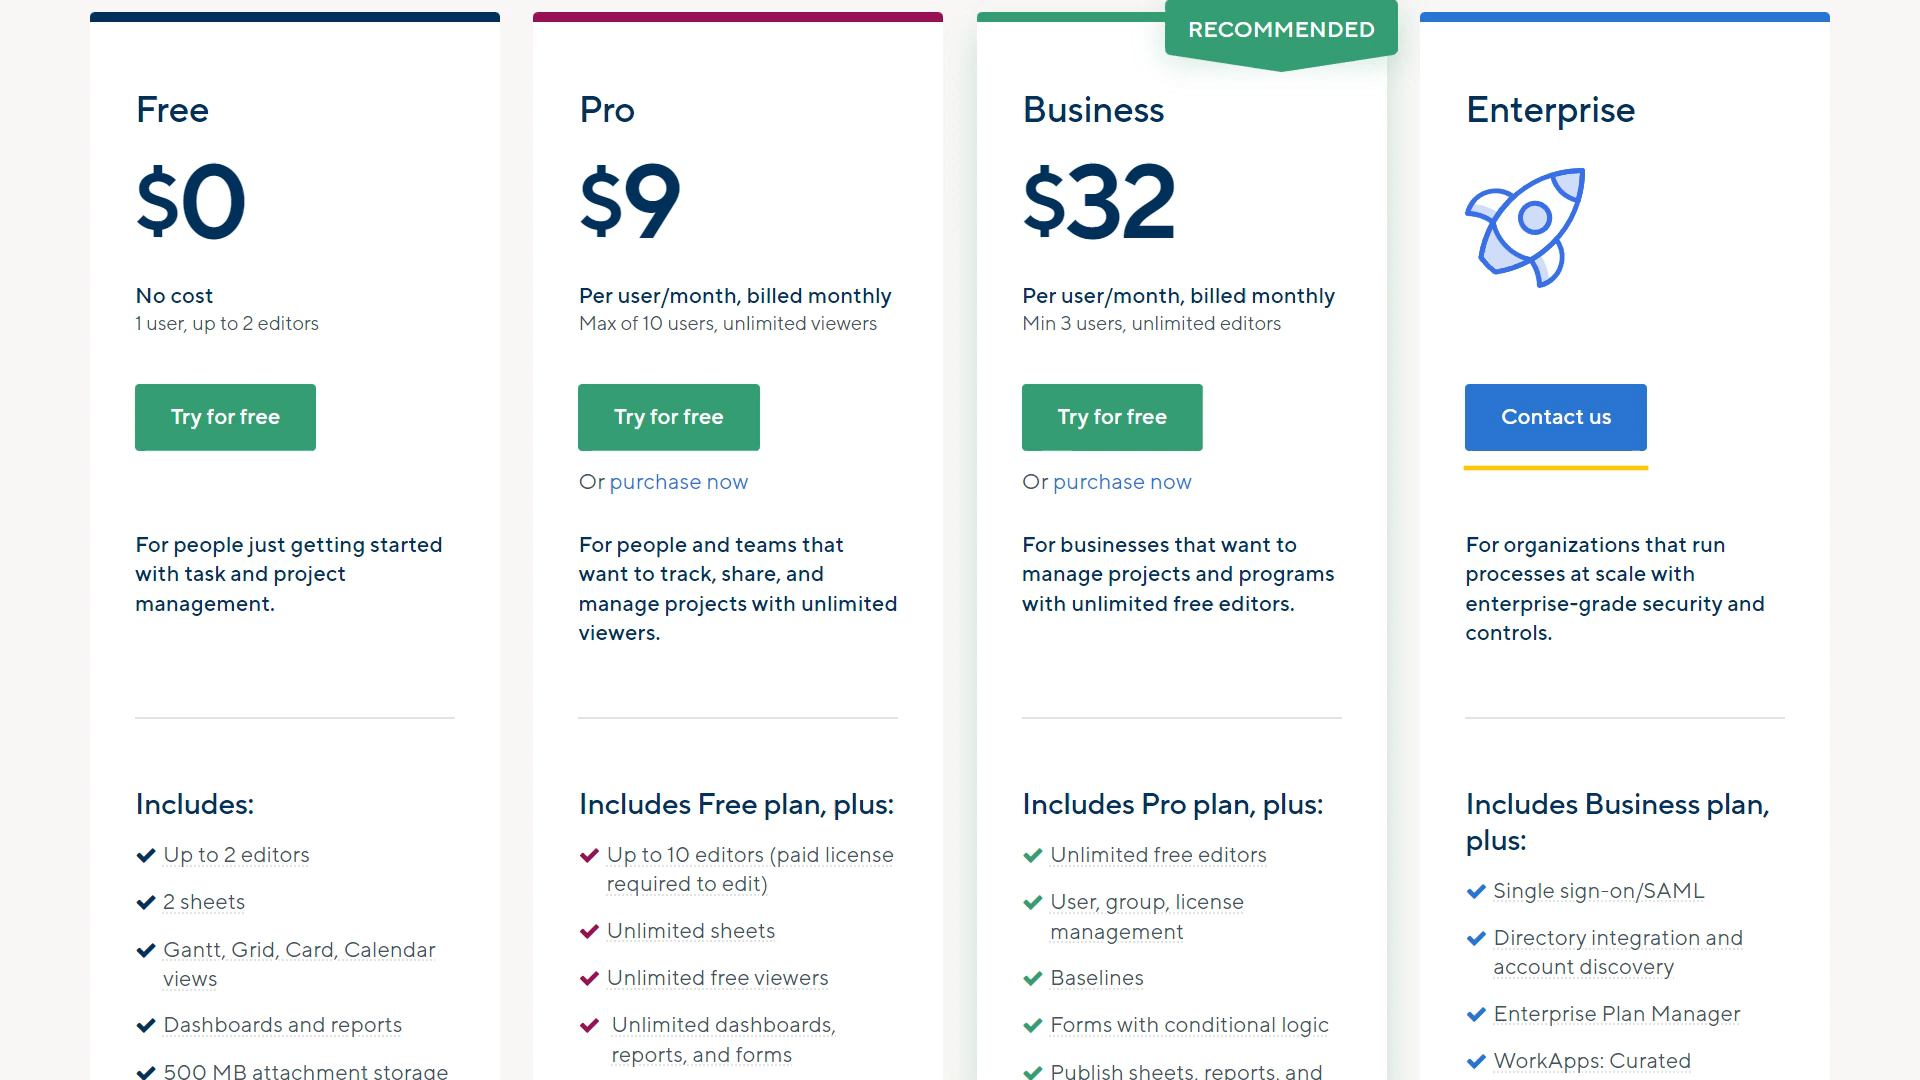 RECOMMENDED
Free
$0
No cost
1 user, up to 2 editors
Try for free
For people just getting started
with task and project
management.
Includes:
Up to 2 editors
2 sheets
Gantt, Grid, Card, Calendar
views
Dashboards and reports
500 MB attachment storage
Pro
$9
Per user/month, billed monthly
Max of 10 users, unlimited viewers
Try for free
Or purchase now
For people and teams that
want to track, share, and
manage projects with unlimited
viewers.
Includes Free plan, plus:
Up to 10 editors (paid license
required to edit)
Unlimited sheets
Unlimited free viewers
Unlimited dashboards,
reports, and forms
Business
$32
Per user/month, billed monthly
Min 3 users, unlimited editors
Try for free
Or purchase now
For businesses that want to
manage projects and programs
with unlimited free editors.
Includes Pro plan, plus:
Unlimited free editors
User, group, license
management
Baselines
Forms with conditional logic
Publish sheets, reports, and
Enterprise
Contact us
For organizations that run
processes at scale with
enterprise-grade security and
controls.
Includes Business plan,
plus:
Single sign-on/SAML
Directory integration and
account discovery
Enterprise Plan Manager
WorkApps: Curated